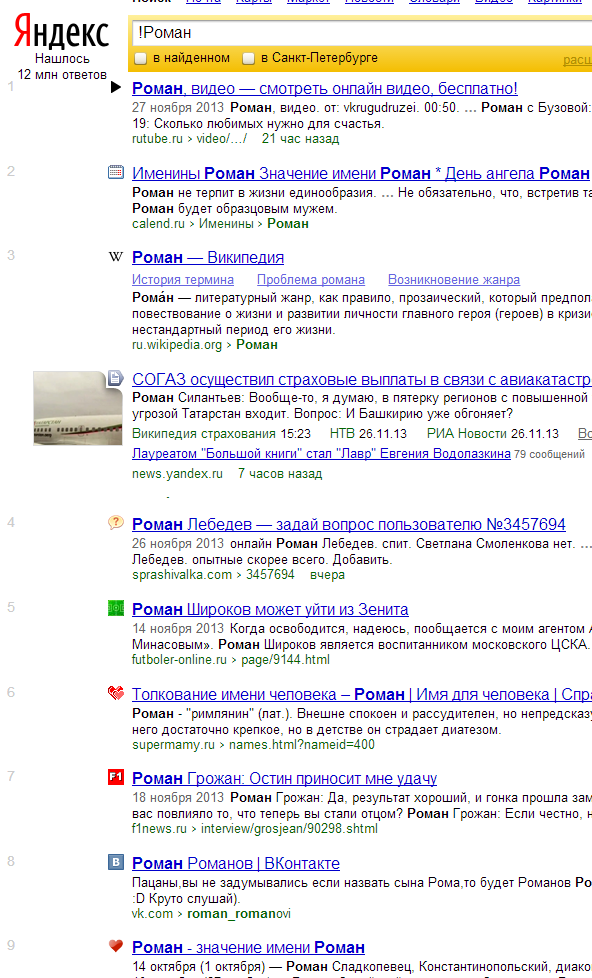 Поиск Почта Карты Маркет Новости Словари Видео Картинки
Яндекс
!Роман
Нашлось
12 млн ответов
в найденном в Санкт-Петербурге
1 Роман, видео — смотреть онлайн видео, бесплатно!
27 ноября 2013 Роман, видео. от: vkrugudruzei. 00:50. ... Роман с Бузовой:
19: Сколько любимых нужно для счастья.
rutube.ru › video/.../ 21 час назад
2 Именины Роман Значение имени Роман * День ангела Роман
Роман не терпит в жизни единообразия. ... Не обязательно, что, встретив
Роман будет образцовым мужем.
calend.ru › Именины › Роман
3 Роман — Википедия
История термина Проблема романа Возникновение жанра
Рома́н — литературный жанр, как правило, прозаический, который
повествование о жизни и развитии личности главного героя (героев) в
нестандартный период его жизни.
ru.wikipedia.org › Роман
СОГАЗ осуществил страховые выплаты в связи с
Роман Силантьев: Вообще-то, я думаю, в пятерку регионов с повышенной
угрозой Татарстан входит. Вопрос: И Башкирию уже обгоняет?
Википедия страхования 15:23 НТВ 26.11.13 РИА Новости 26.11.13
Лауреатом "Большой книги" стал "Лавр" Евгения Водолазкина 79 сообщений
news.yandex.ru 7 часов назад
4 Роман Лебедев — задай вопрос пользователю №3457694
26 ноября 2013 онлайн Роман Лебедев. спит. Светлана Смоленкова нет. ...
Лебедев. опытные скорее всего. Добавить.
sprashivalka.com › 3457694 вчера
5 Роман Широков может уйти из Зенита
14 ноября 2013 Когда освободится, надеюсь, пообщается с моим агентом
Минасовым». Роман Широков является воспитанником московского ЦСКА.
futboler-online.ru › page/9144.html
6 Толкование имени человека – Роман | Имя для человека |
Роман - "римлянин" (лат.). Внешне спокоен и рассудителен, но
него достаточно крепкое, но в детстве он страдает диатезом.
supermamy.ru › names.html?nameid=400
7 Роман Грожан: Остин приносит мне удачу
18 ноября 2013 Роман Грожан: Да, результат хороший, и гонка прошла
вас повлияло то, что теперь вы стали отцом? Роман Грожан: Если честно,
f1news.ru › interview/grosjean/90298.shtml
8 Роман Романов | ВКонтакте
Пацаны,вы не задумывались если назвать сына Рома,то будет Романов
:D Круто слушай).
vk.com › roman_romanovi
9 Роман - значение имени Роман
14 октября (1 октября) — Роман Сладкопевец, Константинопольский,